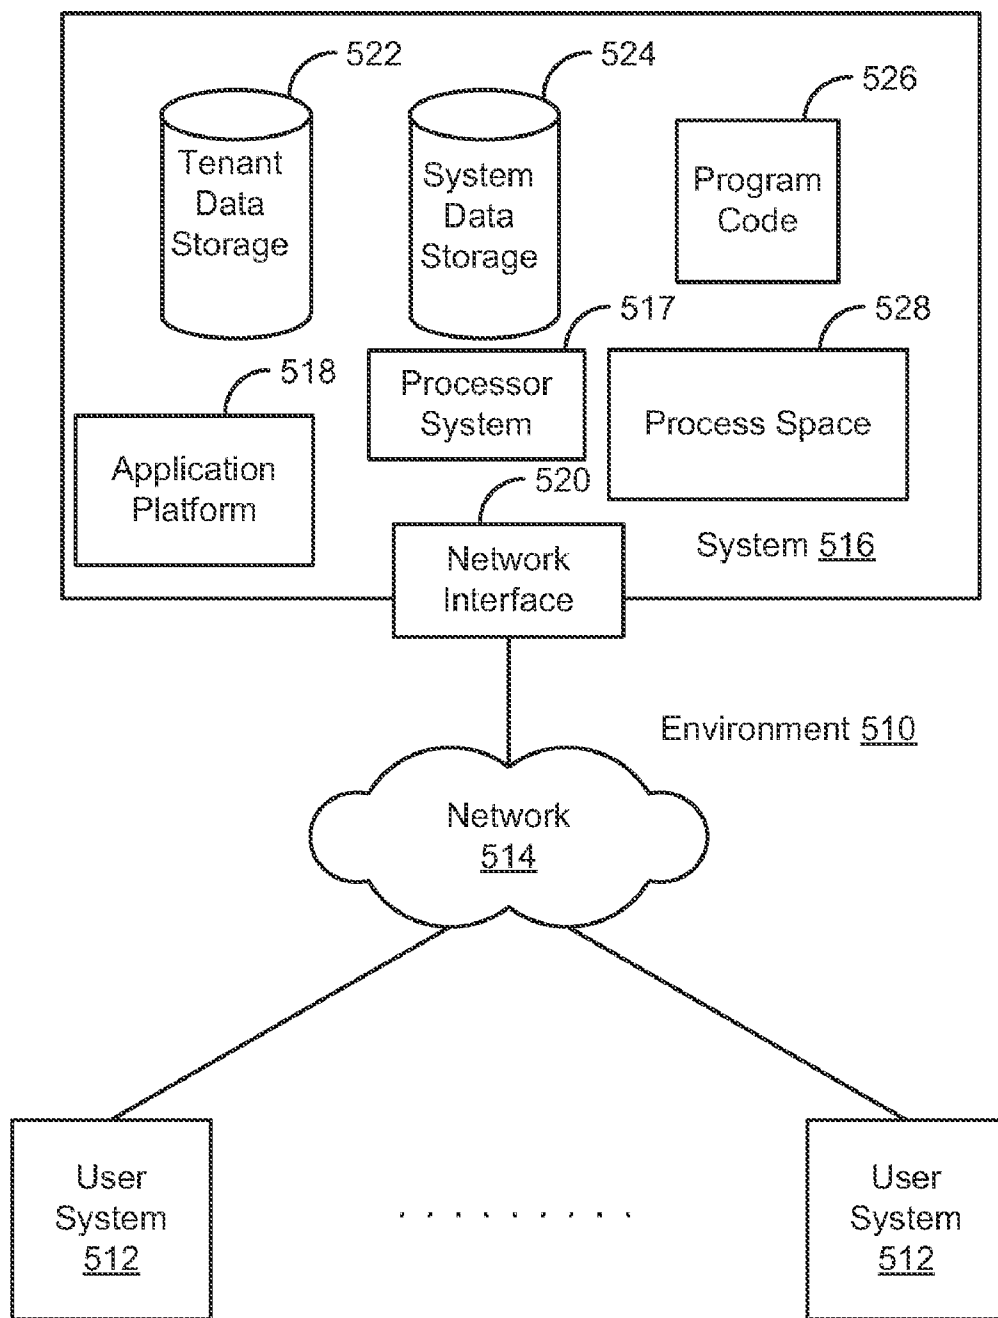 522
524
526
Tenant
Data
Storage
System
Data
Storage
Program
Code
517
528
518
Processor
System
Process Space
Application
Platform
520
Network
Interface
System 516
Environment 510
Network
514
User
System
512
User
System
512